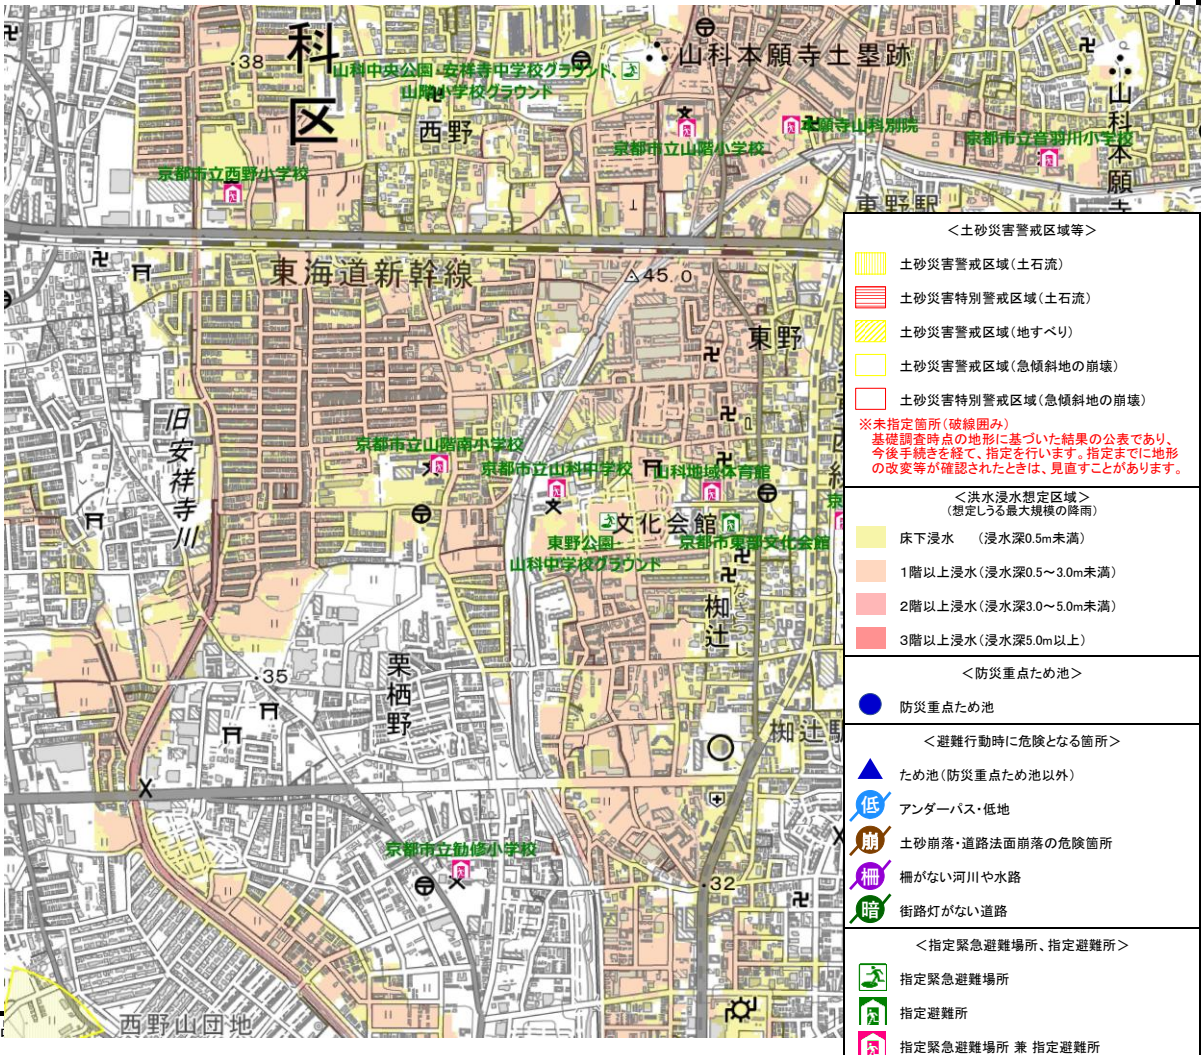 科
区
・38
山科本願寺土塁跡
山科中央公園・安祥寺中学校グラウンド、
山階小学校グラウンド
西野
京都市立山階小学校
本願寺山科別院
京都市立音羽川小学校
山科本願寺
京都市立西野小学校
東野駅
東海道新幹線
45.0
東野
旧安祥寺川
京都市立山階南小学校
京都市立山科中学校
山科地域体育館
文化会館
東野公園・
山科中学校グラウンド
京都市東部文化会館
なぎつじ
椥辻
・35
栗栖野
椥辻駅
京都市立勧修小学校
・32
西野山団地
<土砂災害警戒区域等>
土砂災害警戒区域(土石流)
土砂災害特別警戒区域(土石流)
土砂災害警戒区域(地すべり)
土砂災害警戒区域(急傾斜地の崩壊)
土砂災害特別警戒区域(急傾斜地の崩壊)
※未指定箇所(破線囲み)
基礎調査時点の地形に基づいた結果の公表であり、
今後手続きを経て、指定を行います。指定までに地形
の改変等が確認されたときは、見直すことがあります。
<洪水浸水想定区域>
(想定しうる最大規模の降雨)
床下浸水　(浸水深0.5m未満)
1階以上浸水(浸水深0.5~3.0m未満)
2階以上浸水(浸水深3.0~5.0m未満)
3階以上浸水(浸水深5.0m以上)
<防災重点ため池>
防災重点ため池
<避難行動時に危険となる箇所>
ため池(防災重点ため池以外)
低 アンダーパス・低地
崩 土砂崩落・道路法面崩落の危険箇所
柵 柵がない河川や水路
暗 街路灯がない道路
<指定緊急避難場所、指定避難所>
指定緊急避難場所
指定避難所
指定緊急避難場所 兼 指定避難所